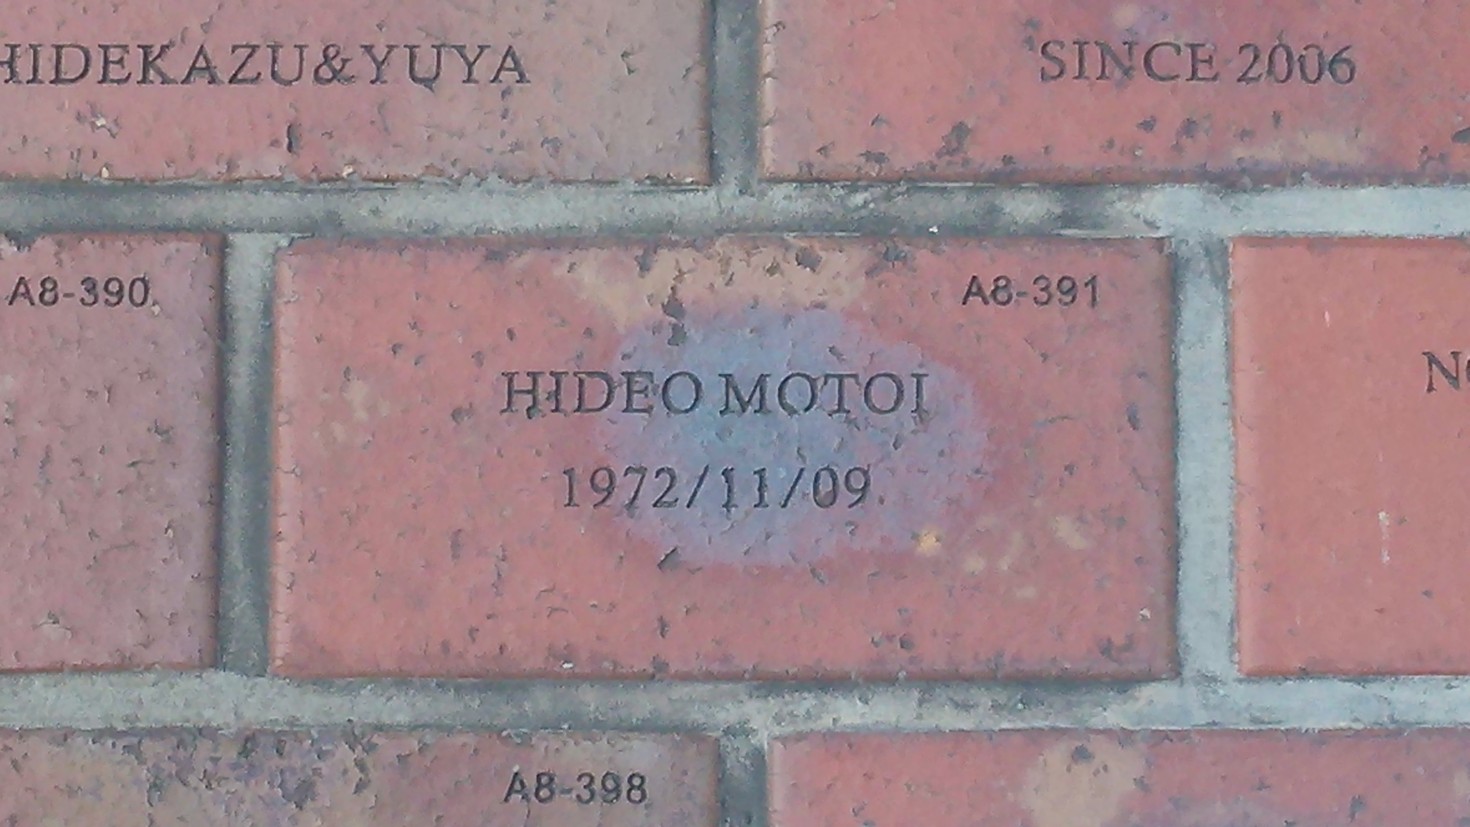 HIDEKAZU&YUYA
SINCE 2006
A8-390
A8-391
HIDEO MOTOI
1972/11/09
A8-398